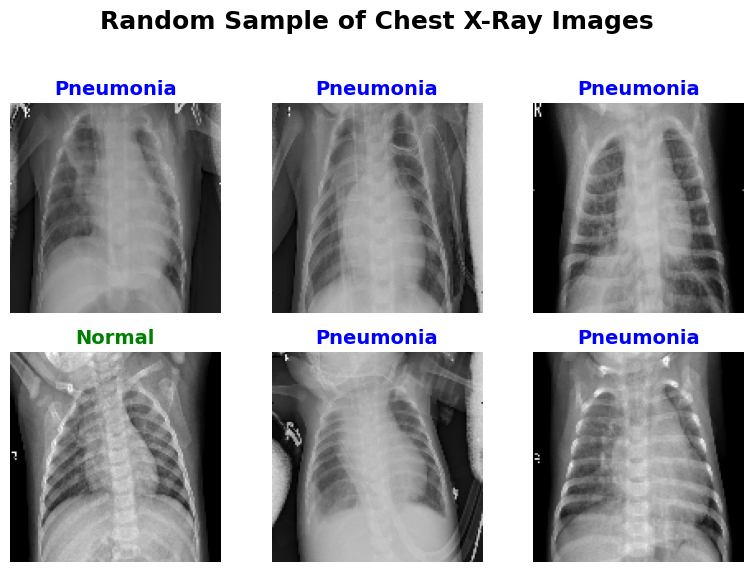 Random Sample of Chest X-Ray Images
Pneumonia
Pneumonia
Pneumonia
R
Normal
Pneumonia
Pneumonia